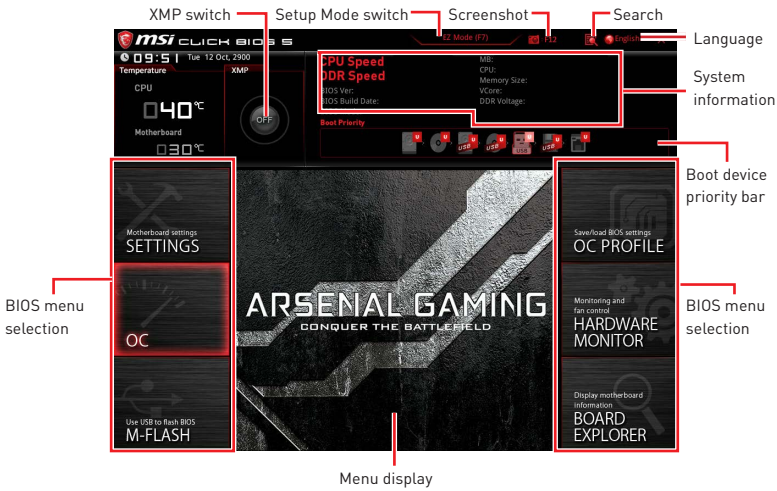 XMP switch
Setup Mode switch
Screenshot
Search
Language
System
information
Boot device
priority bar
BIOS menu
selection
BIOS menu
selection
Menu display
msi CLICK BIOS 5
EZ Mode (F7)
F12
English
09:51 Tue 12 Oct, 2900
Temperature
CPU
40°C
Motherboard
30°C
XMP
OFF
CPU Speed
DDR Speed
BIOS Ver:
BIOS Build Date:
MB:
CPU:
Memory Size:
VCore:
DDR Voltage:
Boot Priority
U
U
U
USB
U
USB
U
USB
U
USB
U
Motherboard settings
SETTINGS
OC
Use USB to flash BIOS
M-FLASH
ARSENAL GAMING
CONQUER THE BATTLEFIELD
Save/load BIOS settings
OC PROFILE
Monitoring and
fan control
HARDWARE
MONITOR
Display motherboard
information
BOARD
EXPLORER